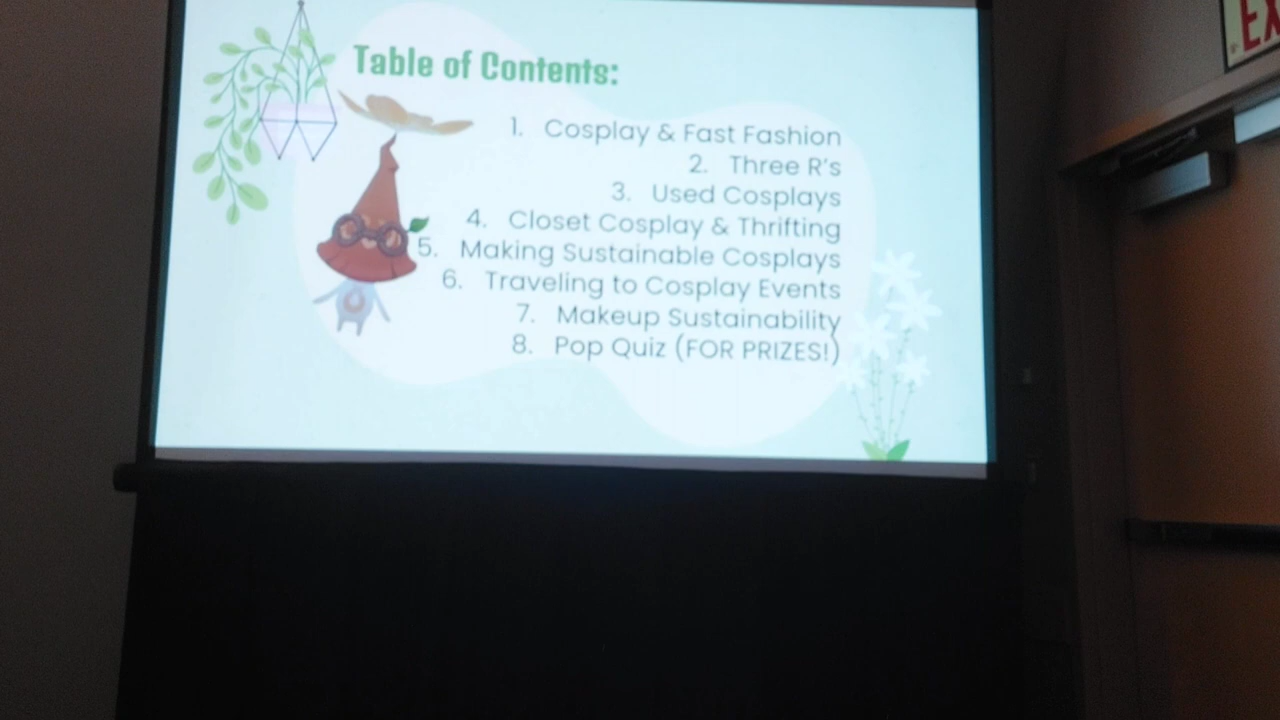 Table of Contents:
1. Cosplay & Fast Fashion
2. Three R's
3. Used Cosplays
4. Closet Cosplay & Thrifting
5. Making Sustainable Cosplays
6. Traveling to Cosplay Events
7. Makeup Sustainability
8. Pop Quiz (FOR PRIZES!)
EX